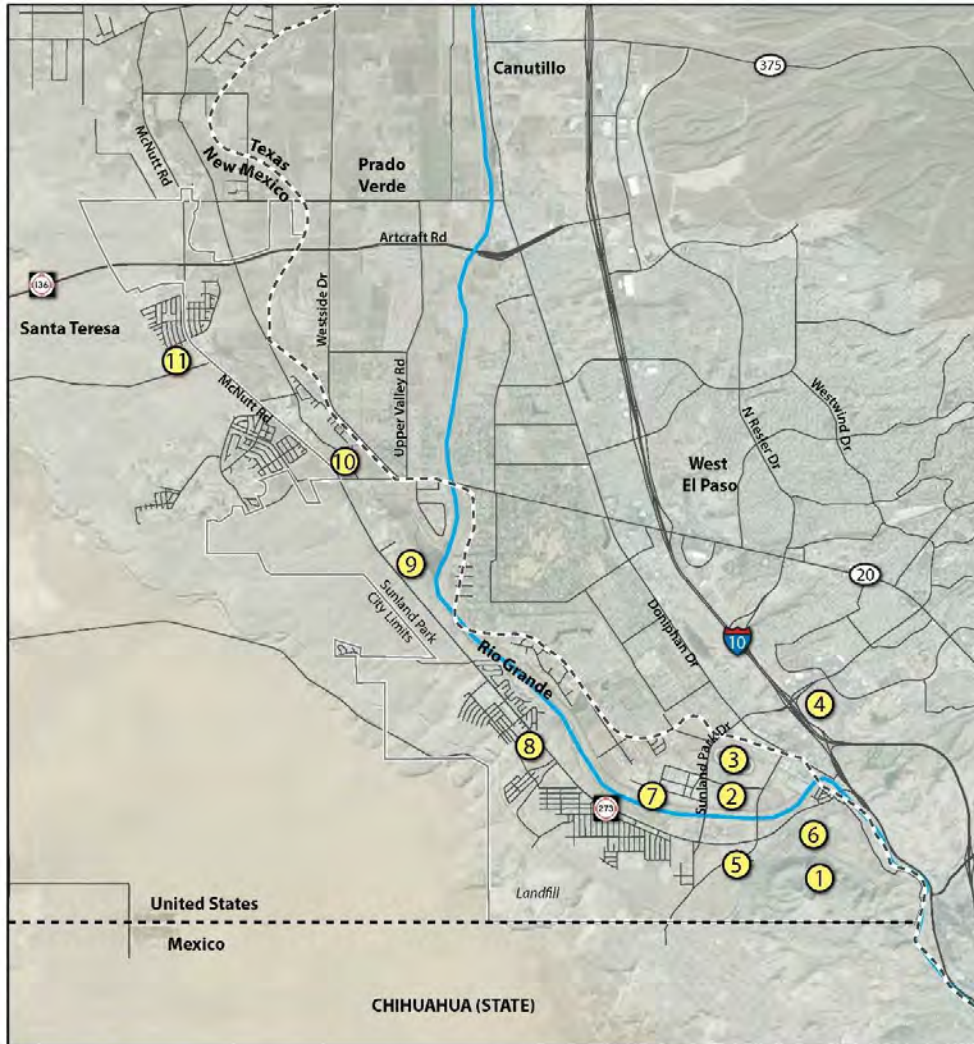 Canutillo
375
McNutt Rd
Texas
New Mexico
Prado
Verde
Artcraft Rd
136
Santa Teresa
Westside Dr
Upper Valley Rd
11
McNutt Rd
10
N Resler Dr
Westwind Dr
West
El Paso
20
9
Sunland Park
City Limits
Doniphan Dr
10
Rio Grande
4
8
Sunland Park Dr
3
7
2
273
6
5
1
Landfill
United States
Mexico
CHIHUAHUA (STATE)